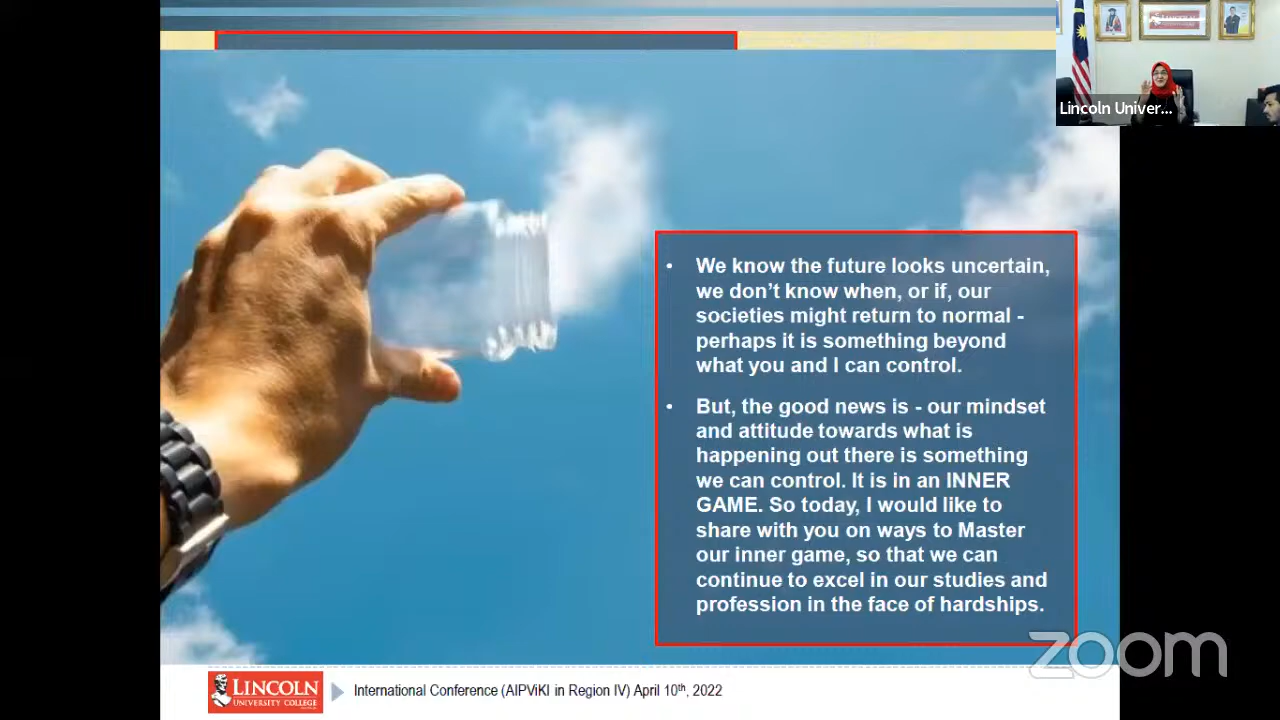 Lincoln Univer...
• We know the future looks uncertain,
we don’t know when, or if, our
societies might return to normal -
perhaps it is something beyond
what you and I can control.
• But, the good news is - our mindset
and attitude towards what is
happening out there is something
we can control. It is in an INNER
GAME. So today, I would like to
share with you on ways to Master
our inner game, so that we can
continue to excel in our studies and
profession in the face of hardships.
zoom
LINCOLN
UNIVERSITY COLLEGE
International Conference (AIPViKI in Region IV) April 10th, 2022